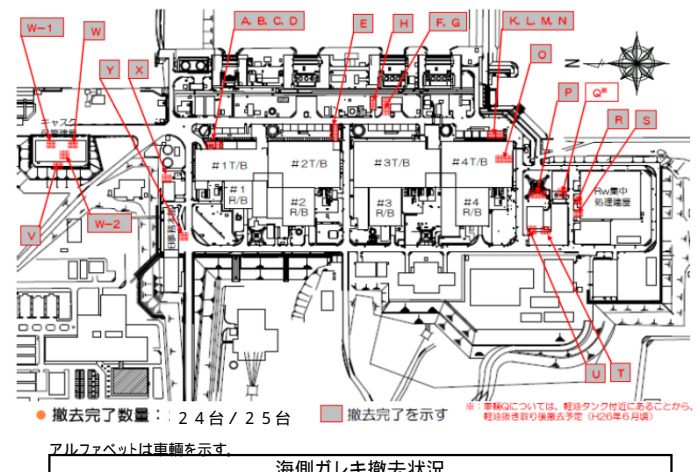 W-1
W
A. B. C. D
E
H
F. G
K. L. M. N
Y
X
O
N
P
Q※
R
S
キャスク
保管建屋
#1T/B
#2T/B
#3T/B
#4T/B
#1
R/B
#2
R/B
#3
R/B
#4
R/B
Rw集中
処理建屋
V
W-2
U
T
● 撤去完了数量：２４台/２５台
撤去完了を示す
※：車輌Qについては、軽油タンク付近にあることから、
軽油抜き取り後撤去予定（H26年６月頃）
アルファベットは車輌を示す。
海側ガレキ撤去状況